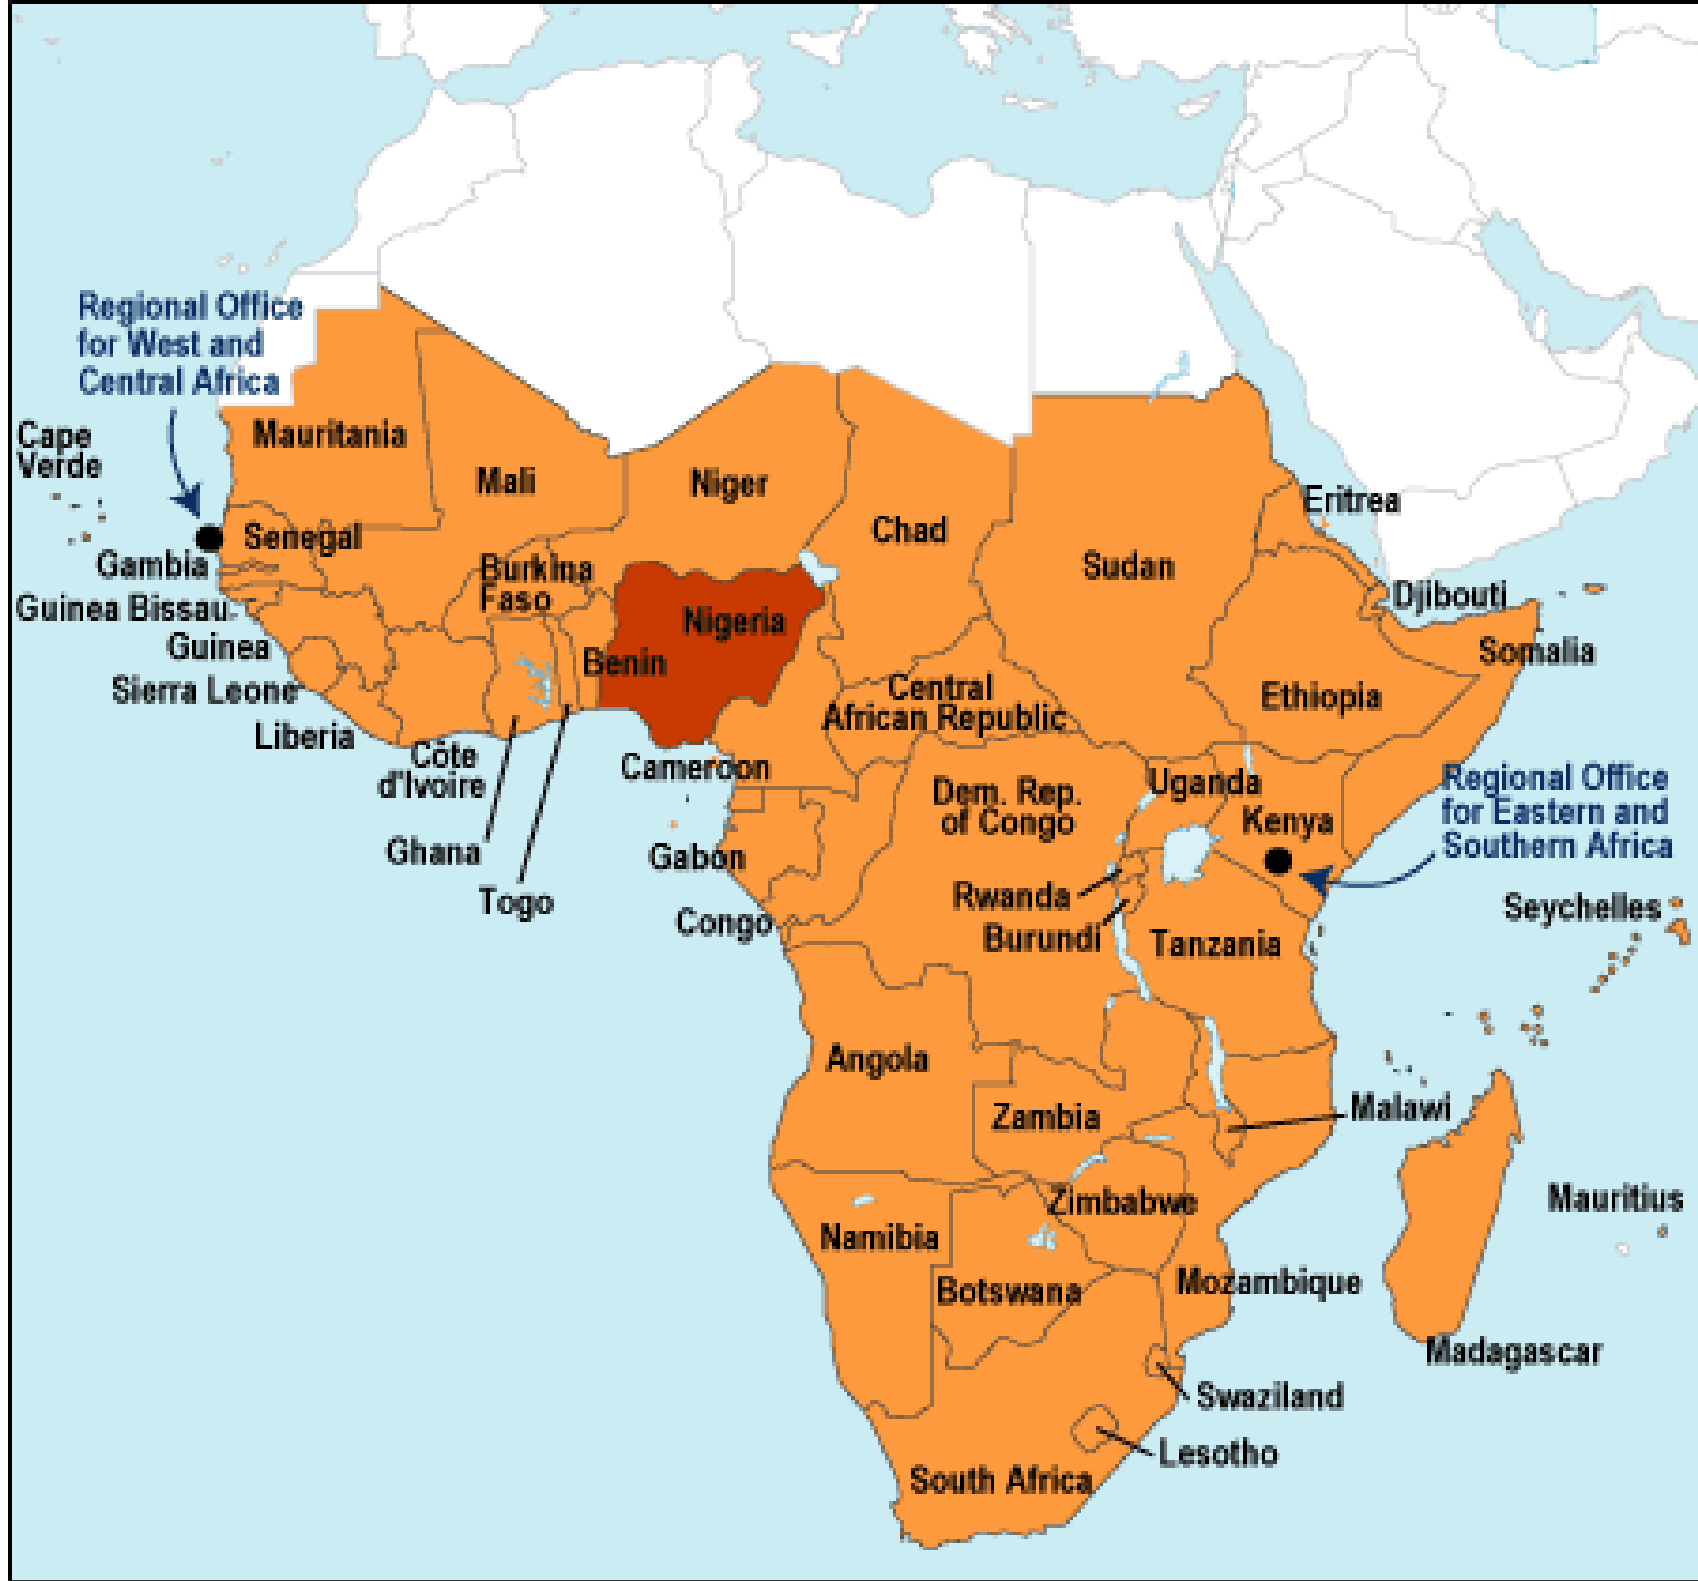 Regional Office
for West and
Central Africa
Cape
Verde
Mauritania
Mali
Niger
Chad
Sudan
Eritrea
Senegal
Gambia
Guinea Bissau
Guinea
Sierra Leone
Liberia
Côte
d'Ivoire
Burkina
Faso
Ghana
Togo
Benin
Nigeria
Cameroon
Central
African Republic
Djibouti
Somalia
Ethiopia
Uganda
Kenya
Regional Office
for Eastern and
Southern Africa
Dem. Rep.
of Congo
Gabon
Congo
Rwanda
Burundi
Tanzania
Seychelles
Angola
Zambia
Malawi
Zimbabwe
Mauritius
Namibia
Botswana
Mozambique
Madagascar
Swaziland
Lesotho
South Africa